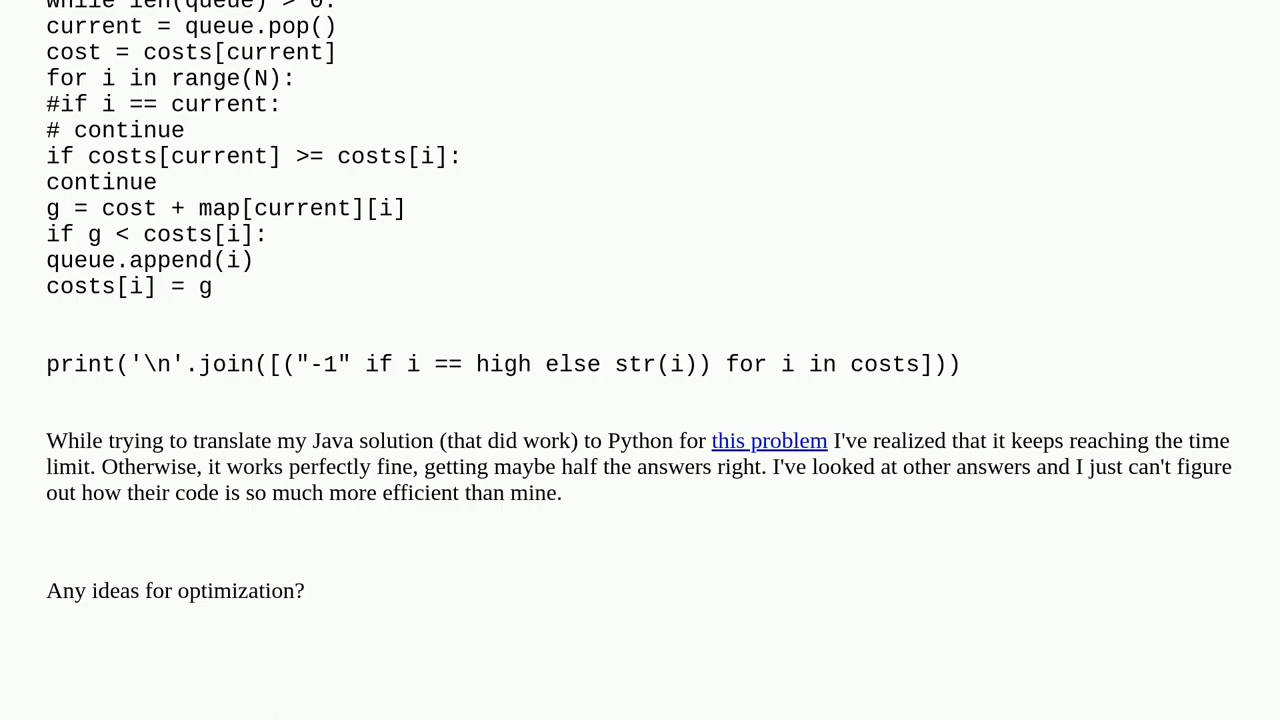 while len(queue) > 0:
current = queue.pop()
cost = costs[current]
for i in range(N):
#if i == current:
# continue
if costs[current] >= costs[i]:
continue
g = cost + map[current][i]
if g < costs[i]:
queue.append(i)
costs[i] = g
print('\n'.join([("-1" if i == high else str(i)) for i in costs]))
While trying to translate my Java solution (that did work) to Python for this problem I've realized that it keeps reaching the time
limit. Otherwise, it works perfectly fine, getting maybe half the answers right. I've looked at other answers and I just can't figure
out how their code is so much more efficient than mine.
Any ideas for optimization?